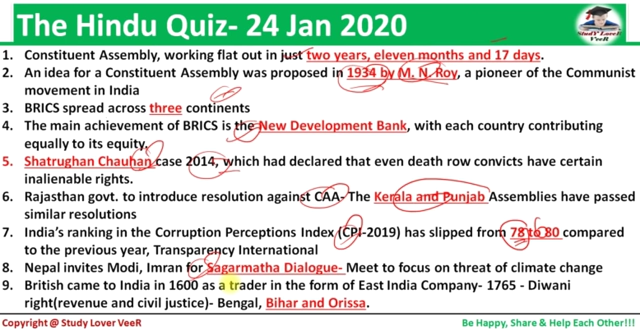 The Hindu Quiz- 24 Jan 2020
StudY LoveR
VeeR
1. Constituent Assembly, working flat out in just two years, eleven months and 17 days.
2. An idea for a Constituent Assembly was proposed in 1934 by M. N. Roy, a pioneer of the Communist
movement in India
3. BRICS spread across three continents
4. The main achievement of BRICS is the New Development Bank, with each country contributing
equally to its equity.
5. Shatrughan Chauhan case 2014, which had declared that even death row convicts have certain
inalienable rights.
6. Rajasthan govt. to introduce resolution against CAA- The Kerala and Punjab Assemblies have passed
similar resolutions
7. India's ranking in the Corruption Perceptions Index (CPI-2019) has slipped from 78 to 80 compared
to the previous year, Transparency International
8. Nepal invites Modi, Imran for Sagarmatha Dialogue- Meet to focus on threat of climate change
9. British came to India in 1600 as a trader in the form of East India Company- 1765 - Diwani
right(revenue and civil justice)- Bengal, Bihar and Orissa.
Copyright @ Study Lover VeeR
Be Happy, Share & Help Each Other!!!